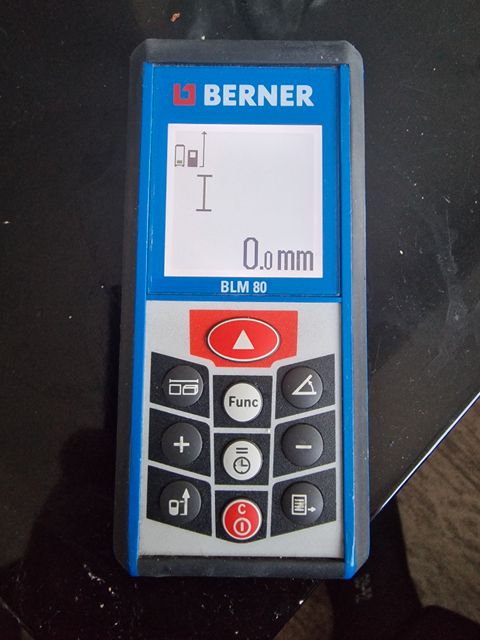 BERNER
0.0 mm
BLM 80
Func
+
−
=
C